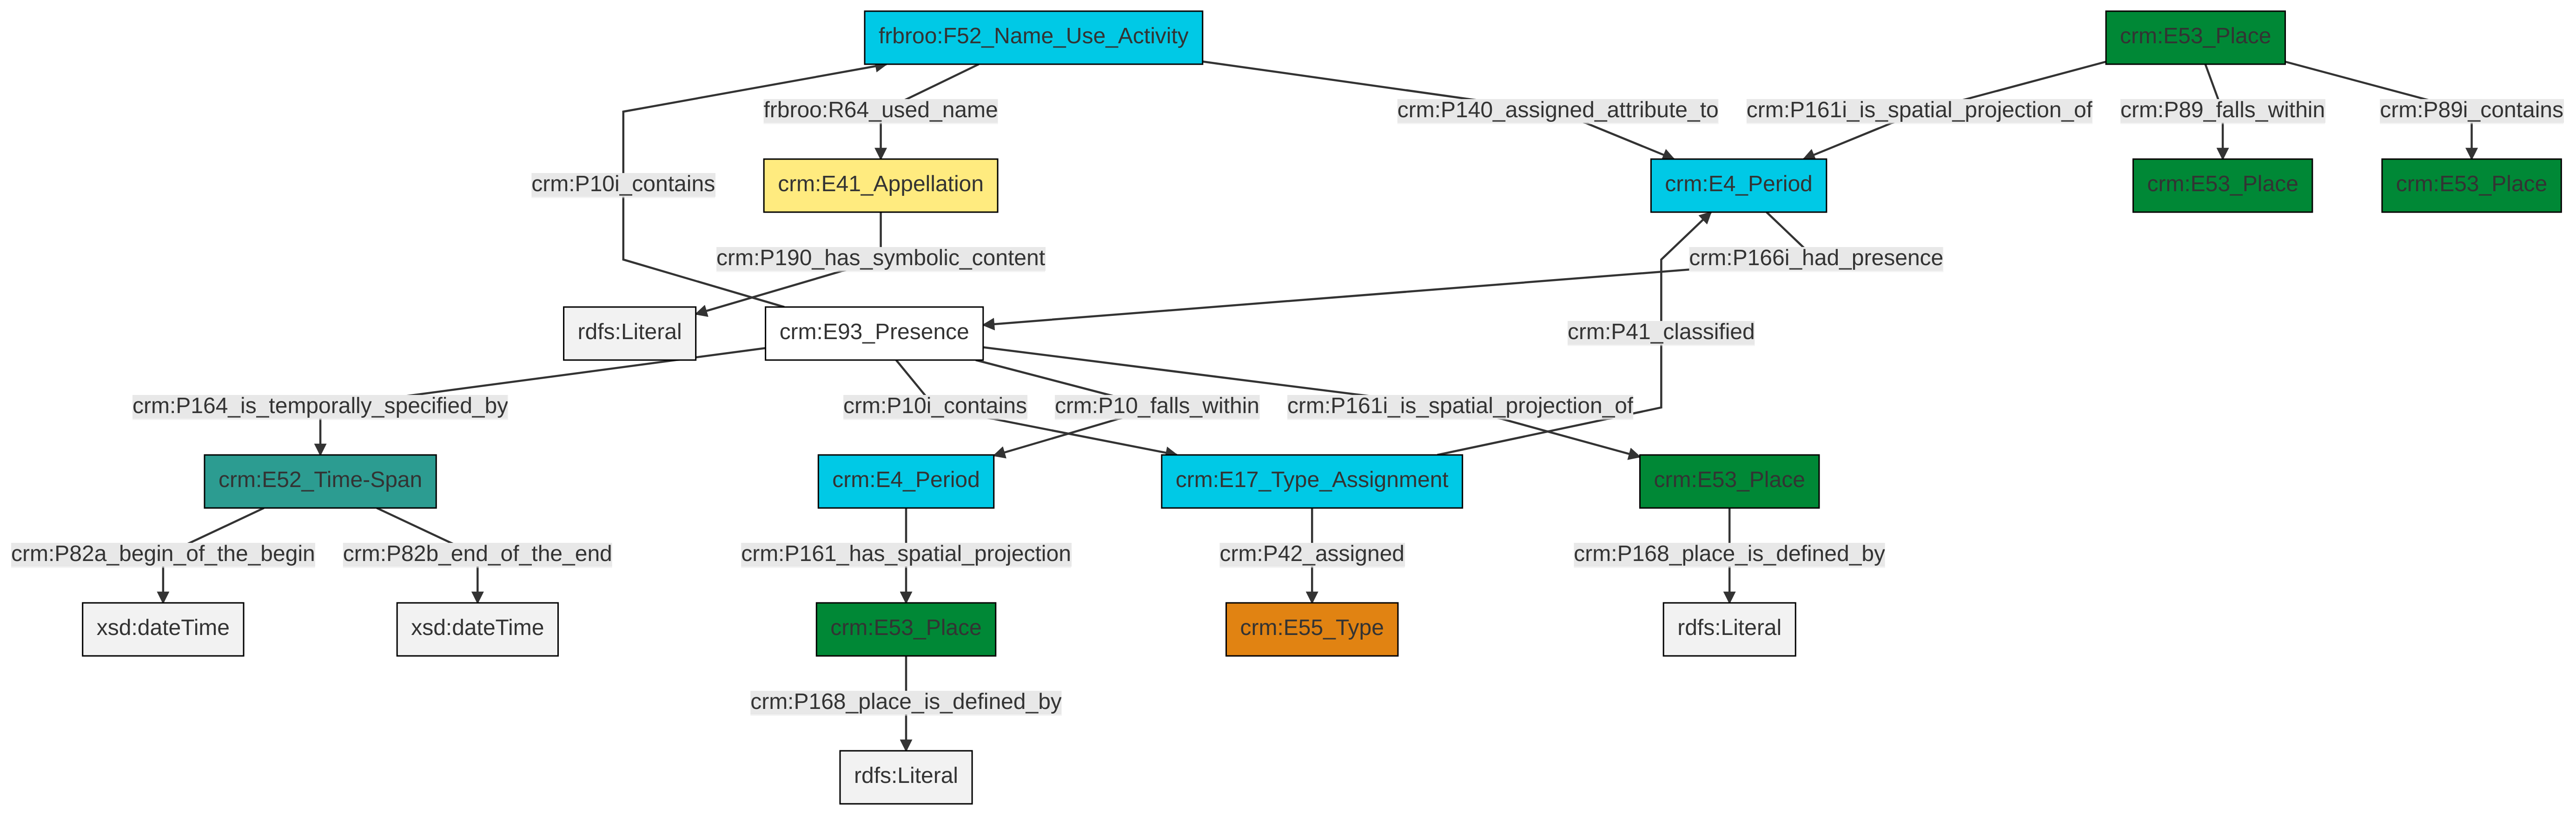 frbroo:F52_Name_Use_Activity
crm:E53_Place
frbroo:R64_used_name
crm:P140_assigned_attribute_to
crm:P161i_is_spatial_projection_of
crm:P89_falls_within
crm:P89i_contains
crm:P10i_contains
crm:E41_Appellation
crm:E4_Period
crm:E53_Place
crm:E53_Place
crm:P190_has_symbolic_content
crm:P166i_had_presence
rdfs:Literal
crm:E93_Presence
crm:P41_classified
crm:P164_is_temporally_specified_by
crm:P10i_contains
crm:P10_falls_within
crm:P161i_is_spatial_projection_of
crm:E52_Time-Span
crm:E4_Period
crm:E17_Type_Assignment
crm:E53_Place
crm:P82a_begin_of_the_begin
crm:P82b_end_of_the_end
crm:P161_has_spatial_projection
crm:P42_assigned
crm:P168_place_is_defined_by
xsd:dateTime
xsd:dateTime
crm:E53_Place
crm:E55_Type
rdfs:Literal
crm:P168_place_is_defined_by
rdfs:Literal